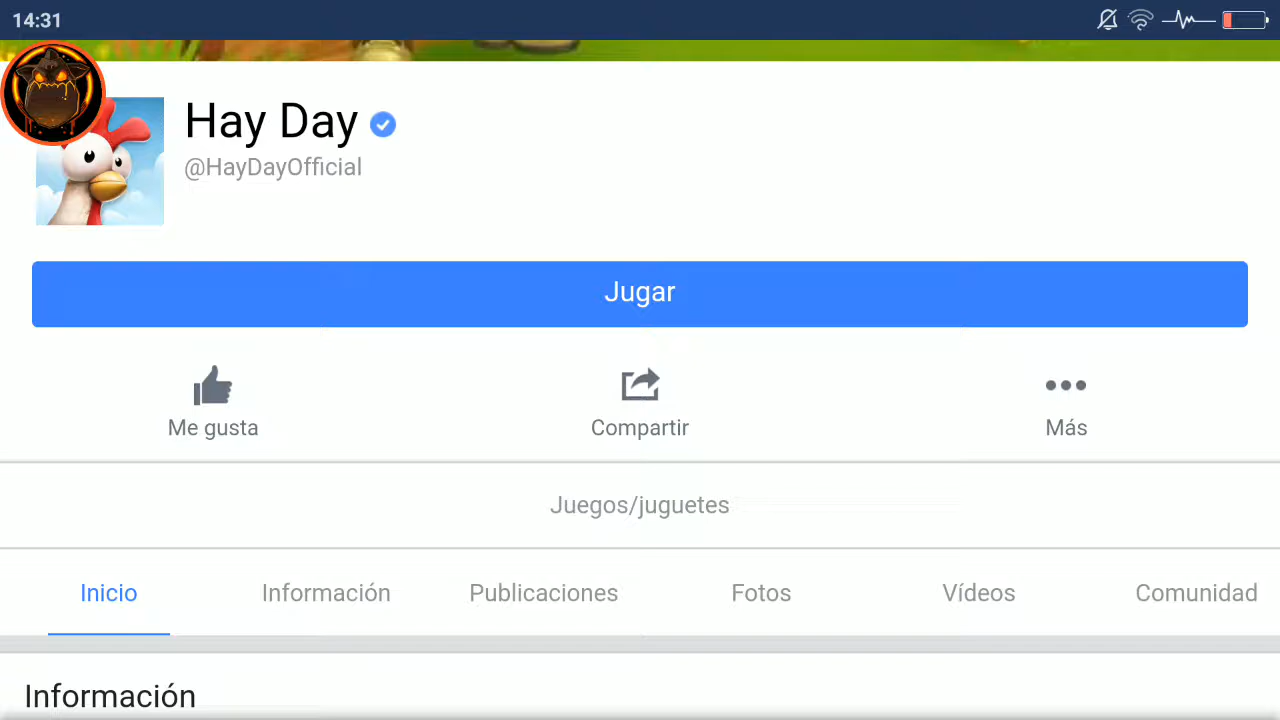 14:31
Hay Day
@HayDayOfficial
Jugar
Me gusta
Compartir
Más
Juegos/juguetes
Inicio
Información
Publicaciones
Fotos
Vídeos
Comunidad
Información